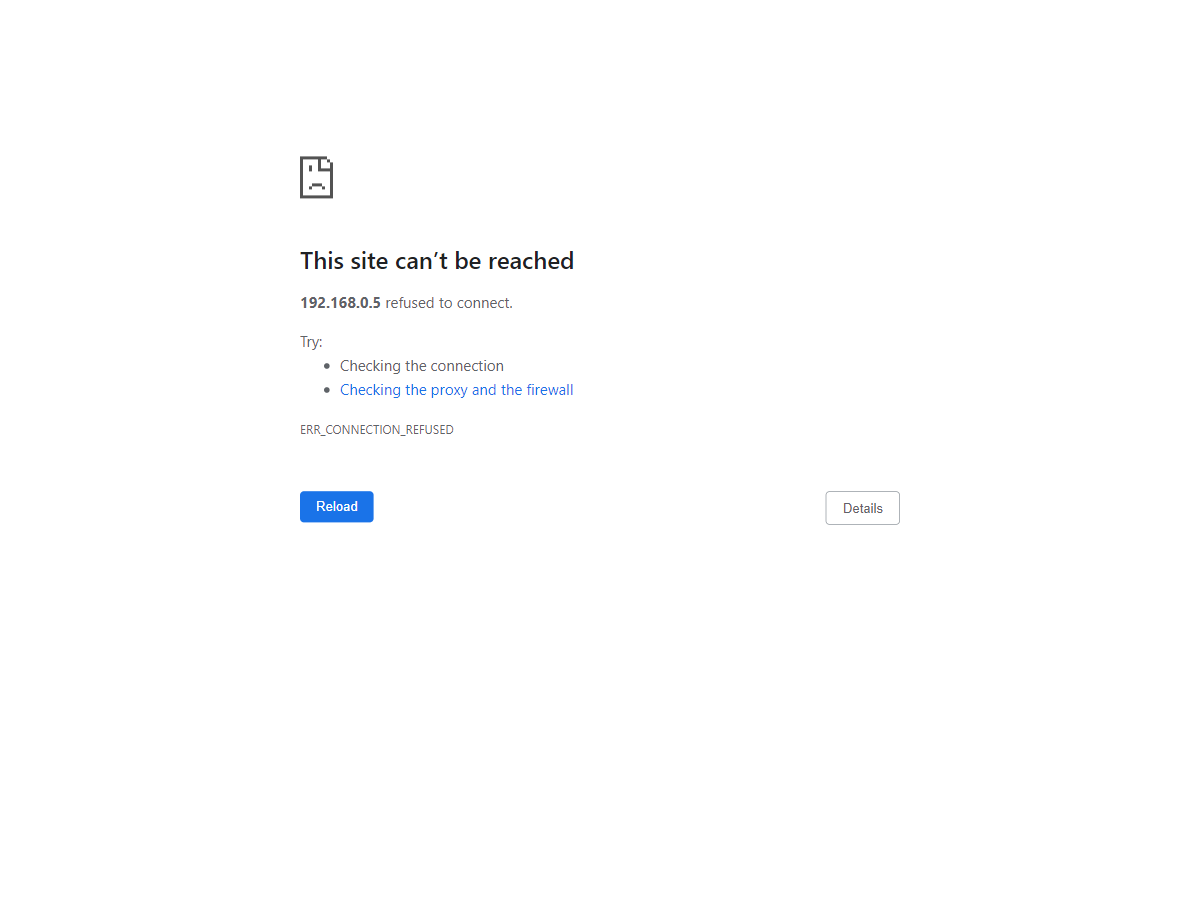 This site can’t be reached
192.168.0.5 refused to connect.
Try:
Checking the connection
Checking the proxy and the firewall
ERR_CONNECTION_REFUSED
Reload
Details